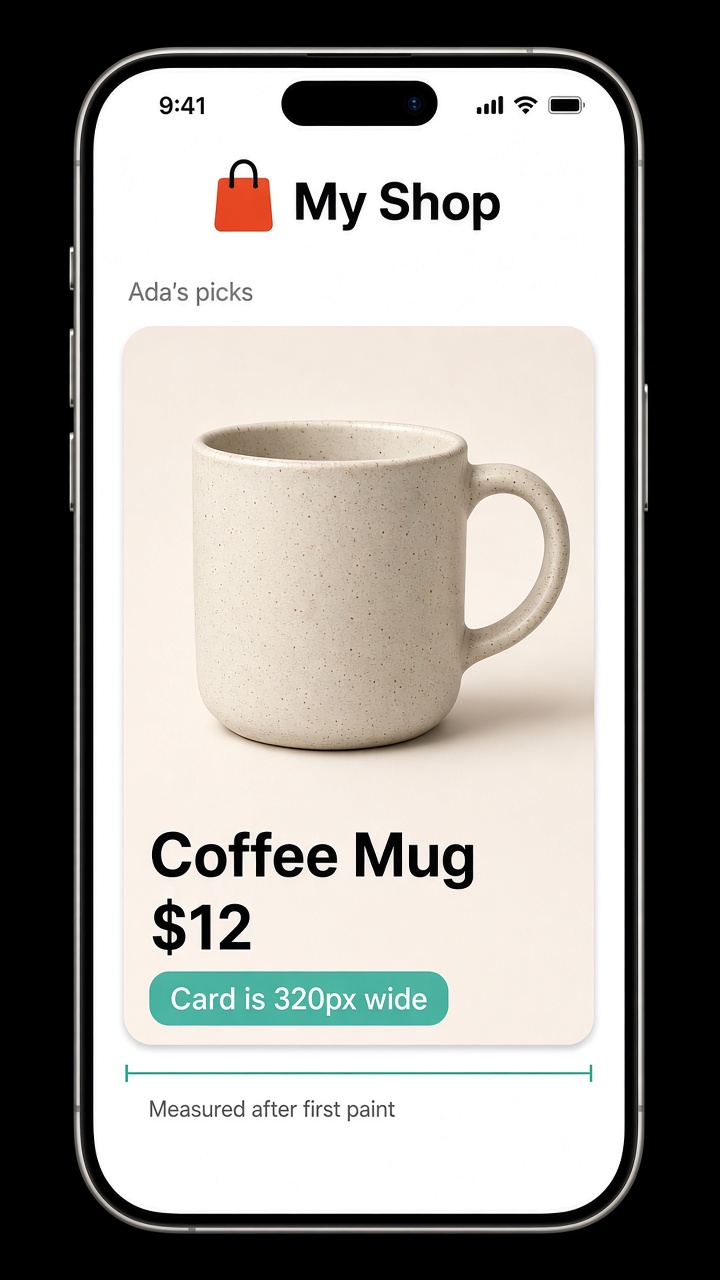 9:41
My Shop
Ada's picks
Coffee Mug
$12
Card is 320px wide
Measured after first paint